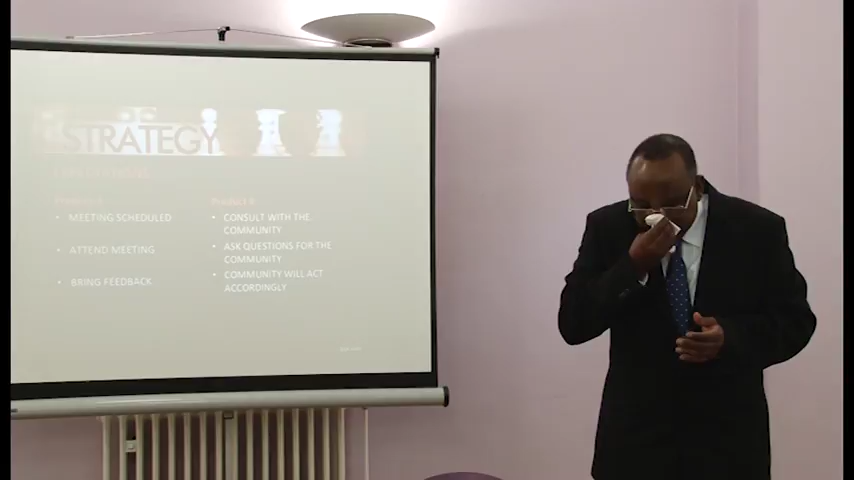 STRATEGY
MEETING SCHEDULED
ATTEND MEETING
BRING FEEDBACK
CONSULT WITH THE
COMMUNITY
ASK QUESTIONS FOR THE
COMMUNITY
COMMUNITY WILL ACT
ACCORDINGLY